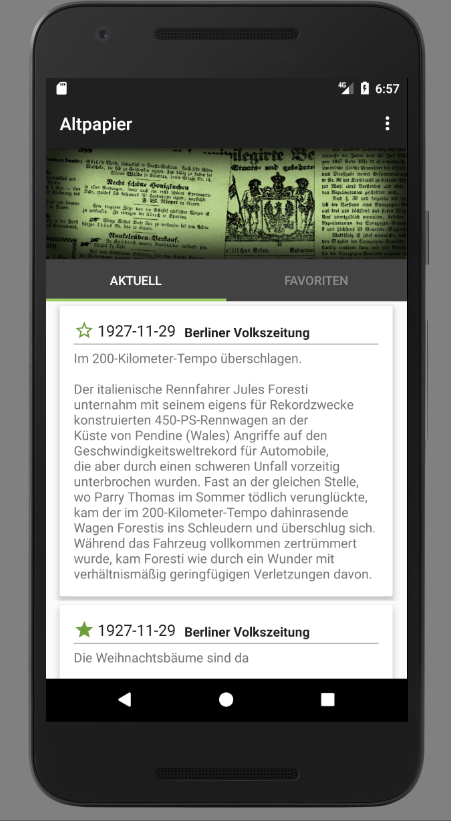 4G 6:57
Altpapier
privilegirte
Recht schöne Honigkuchen
AKTUELL FAVORITEN
1927-11-29 Berliner Volkszeitung
Im 200-Kilometer-Tempo überschlagen.
Der italienische Rennfahrer Jules Foresti
unternahm mit seinem eigens für Rekordzwecke
konstruierten 450-PS-Rennwagen an der
Küste von Pendine (Wales) Angriffe auf den
Geschwindigkeitsweltrekord für Automobile,
die aber durch einen schweren Unfall vorzeitig
unterbrochen wurden. Fast an der gleichen Stelle,
wo Parry Thomas im Sommer tödlich verunglückte,
kam der im 200-Kilometer-Tempo dahinrasende
Wagen Forestis ins Schleudern und überschlug sich.
Während das Fahrzeug vollkommen zertrümmert
wurde, kam Foresti wie durch ein Wunder mit
verhältnismäßig geringfügigen Verletzungen davon.
1927-11-29 Berliner Volkszeitung
Die Weihnachtsbäume sind da